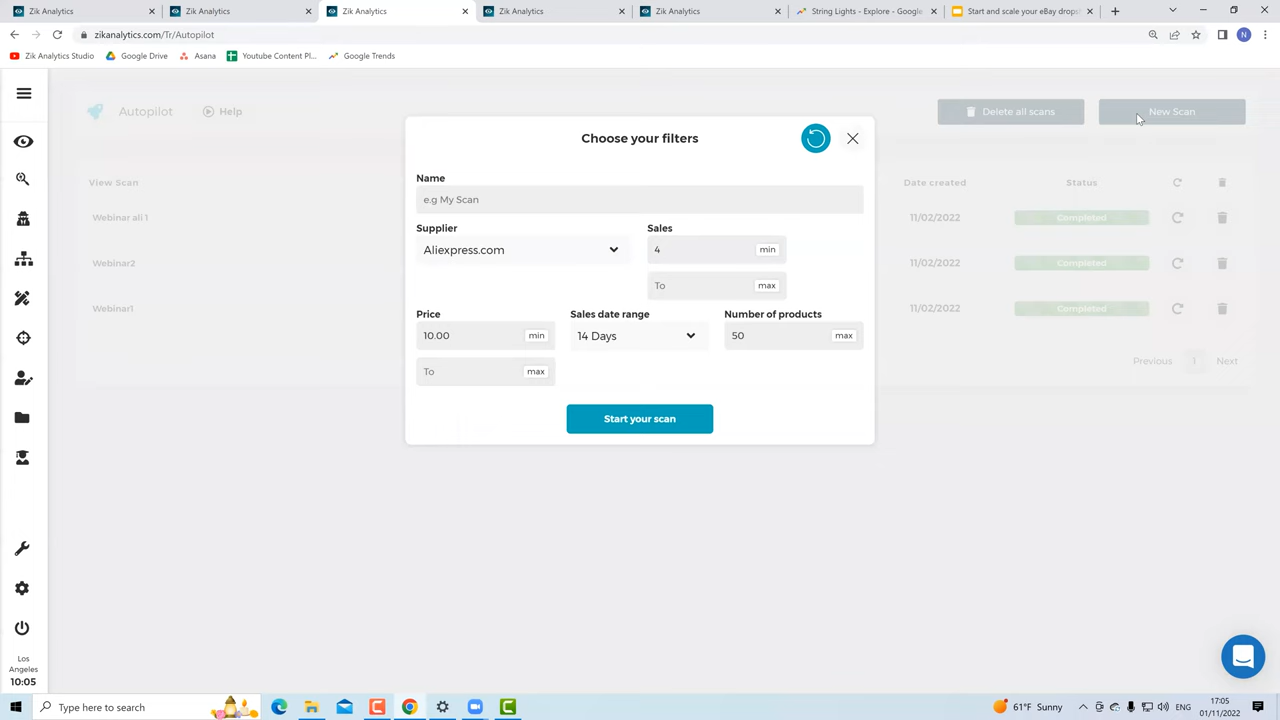 Zik Analytics
Zik Analytics
Zik Analytics
Zik Analytics
Zik Analytics
String Lights - Explore - Google
Start and scale your eBay drops
zikanalytics.com/Tr/Autopilot
N
Zik Analytics Studio
Google Drive
Asana
Youtube Content Pl...
Google Trends
Autopilot
Help
Delete all scans
New Scan
Choose your filters
Name
e.g My Scan
View Scan
Date created
Status
Webinar ali 1
11/02/2022
Completed
Supplier
Sales
Aliexpress.com
4
min
Webinar2
11/02/2022
Completed
To
max
Webinar1
11/02/2022
Completed
Price
Sales date range
Number of products
10.00
min
14 Days
50
max
To
max
Previous
1
Next
Start your scan
Los
Angeles
10:05
Type here to search
61°F Sunny
ENG
17:05
01/11/2022